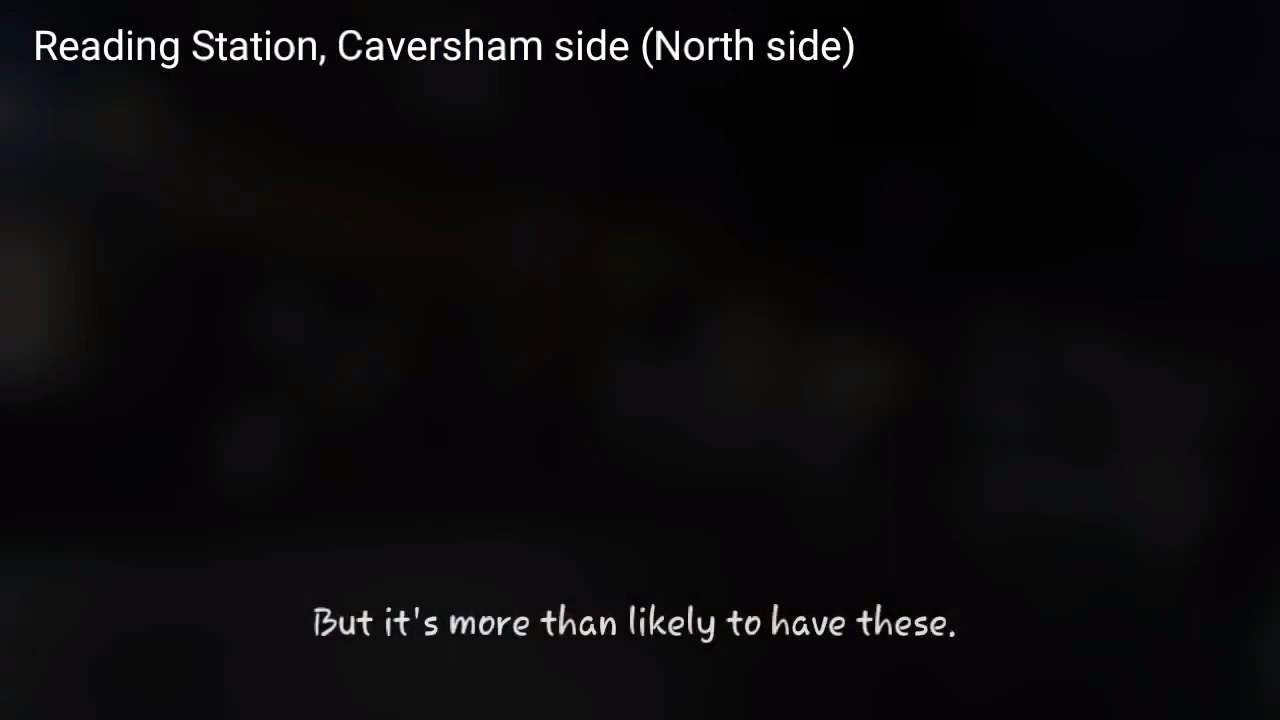 Reading Station, Caversham side (North side)
But it's more than likely to have these.